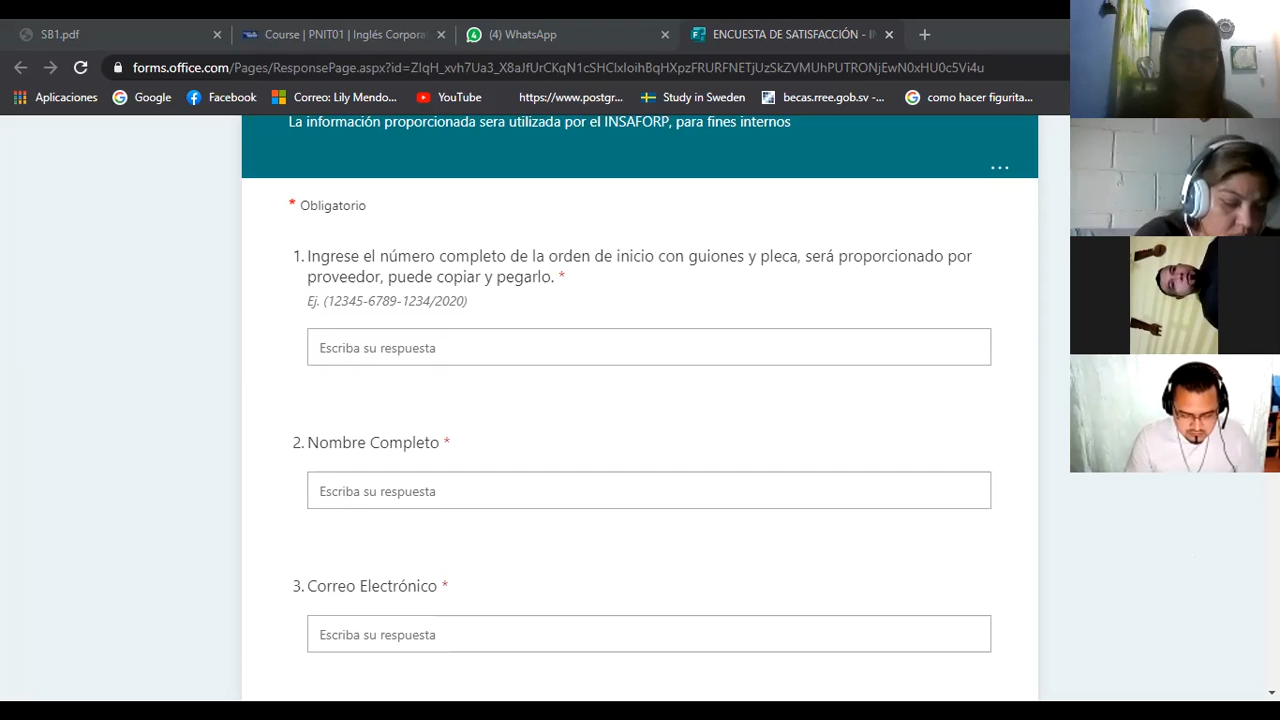 SB1.pdf
Course | PNIT01 | Inglés Corpora
(4) WhatsApp
ENCUESTA DE SATISFACCIÓN - I
forms.office.com/Pages/ResponsePage.aspx?id=ZIqH_xvh7Ua3_X8aJfUrCKqN1cSHClxIoihBqHXpzFRURFNETjUzSkZVMUhPUTRONjEwN0xHU0c5Vi4u
Aplicaciones
Google
Facebook
Correo: Lily Mendo...
YouTube
https://www.postgr...
Study in Sweden
becas.rree.gob.sv -...
como hacer figurita...
La información proporcionada sera utilizada por el INSAFORP, para fines internos
...
* Obligatorio
1. Ingrese el número completo de la orden de inicio con guiones y pleca, será proporcionado por
proveedor, puede copiar y pegarlo. *
Ej. (12345-6789-1234/2020)
Escriba su respuesta
2. Nombre Completo *
Escriba su respuesta
3. Correo Electrónico *
Escriba su respuesta